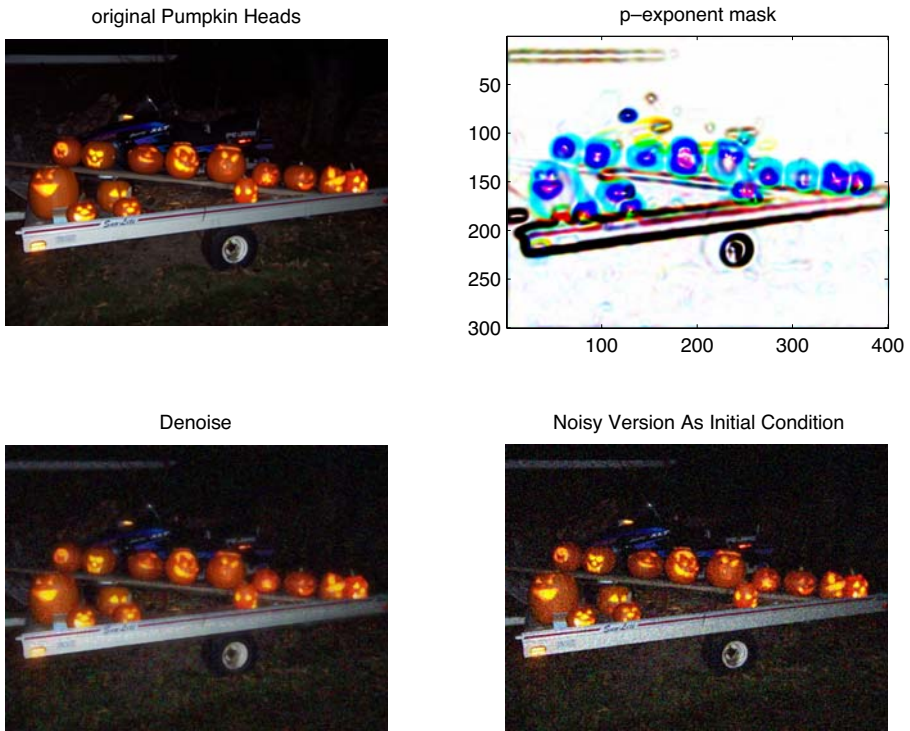 original Pumpkin Heads
p−exponent mask
50
100
150
200
250
300
100
200
300
400
Denoise
Noisy Version As Initial Condition